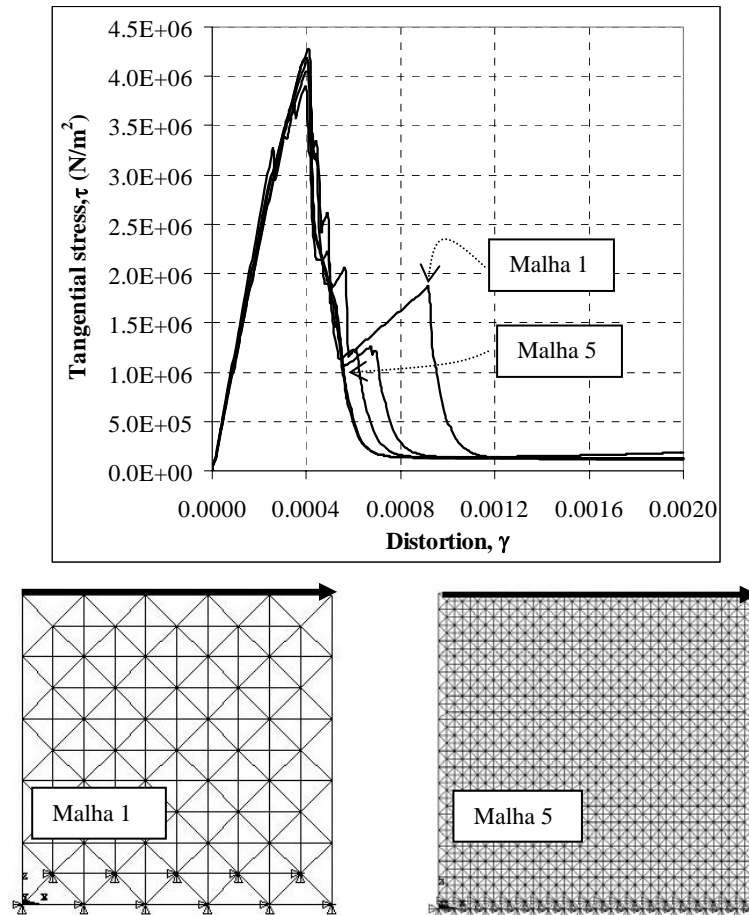 4.5E+06
4.0E+06
3.5E+06
3.0E+06
2.5E+06
2.0E+06
1.5E+06
1.0E+06
5.0E+05
0.0E+00
Tangential stress,τ (N/m²)
Malha 1
Malha 5
0.0000 0.0004 0.0008 0.0012 0.0016 0.0020
Distortion, γ
Malha 1
Malha 5